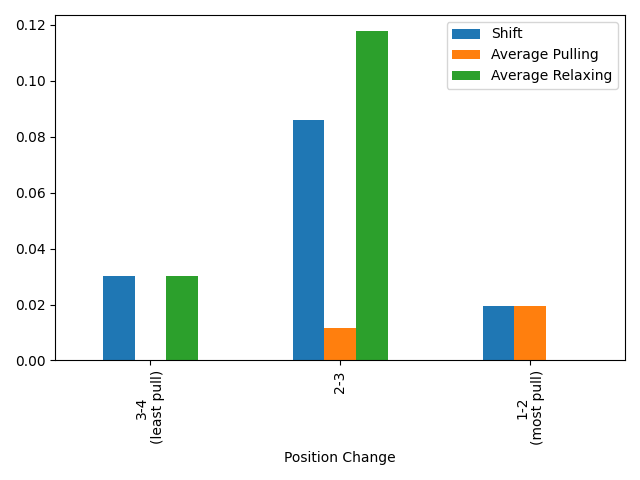 0.12
0.10
0.08
0.06
0.04
0.02
0.00
Shift
Average Pulling
Average Relaxing
3-4
(least pull)
2-3
1-2
(most pull)
Position Change